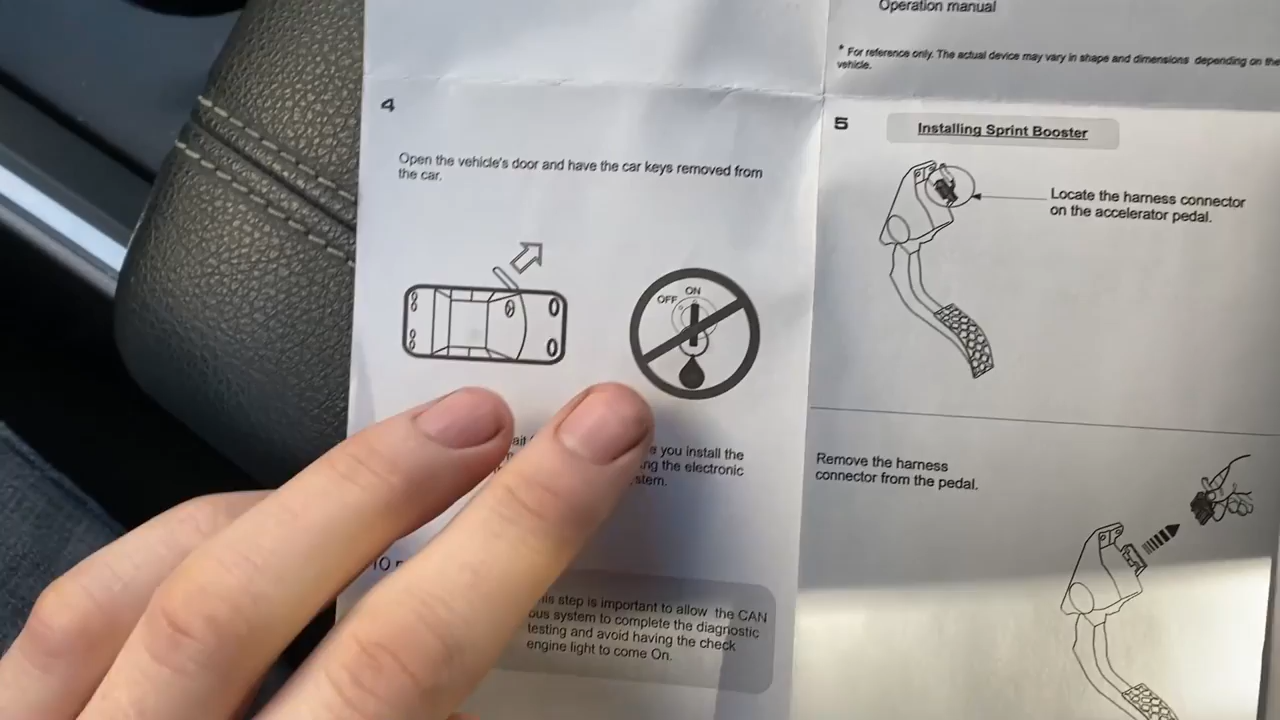 Operation manual
* For reference only. The actual device may vary in shape and dimensions depending on the
vehicle.
4
Open the vehicle's door and have the car keys removed from
the car.
OFF ON
you install the
the electronic
5
Installing Sprint Booster
Locate the harness connector
on the accelerator pedal.
Remove the harness
connector from the pedal.
step is important to allow the CAN
bus system to complete the diagnostic
testing and avoid having the check
engine light to come On.